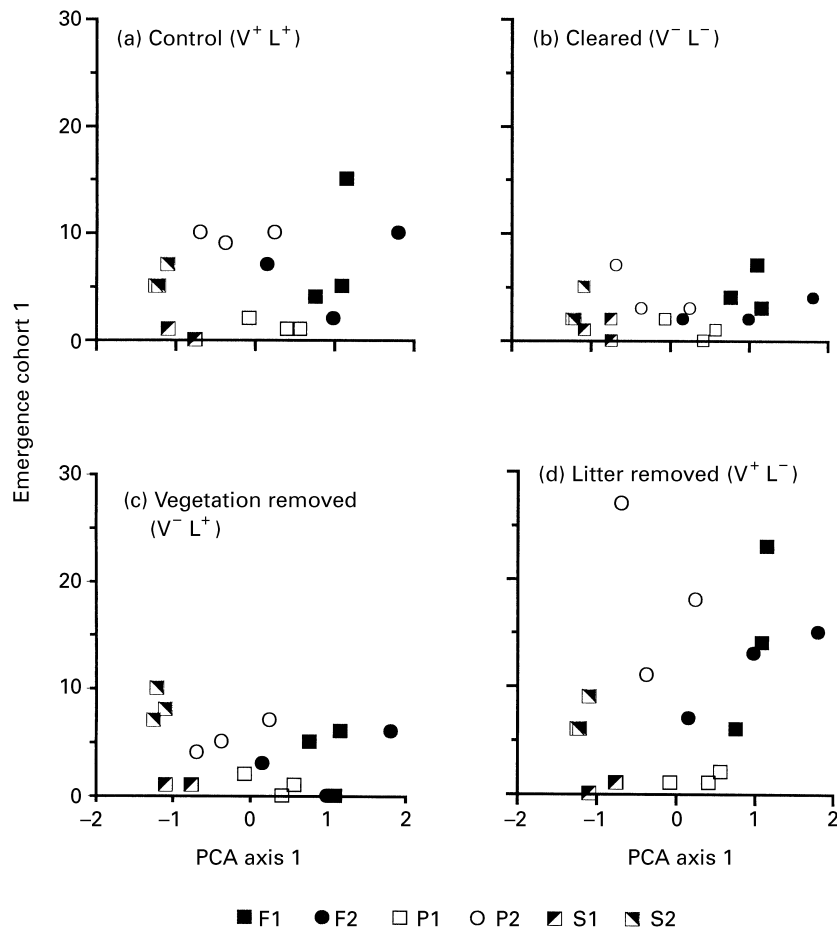 30
(a) Control (V⁺ L⁺)
(b) Cleared (V⁻ L⁻)
20
10
0
Emergence cohort 1
30
(c) Vegetation removed
(V⁻ L⁺)
(d) Litter removed (V⁺ L⁻)
20
10
0
−2 −1 0 1 2
−2 −1 0 1 2
PCA axis 1
PCA axis 1
F1 F2 P1 P2 S1 S2